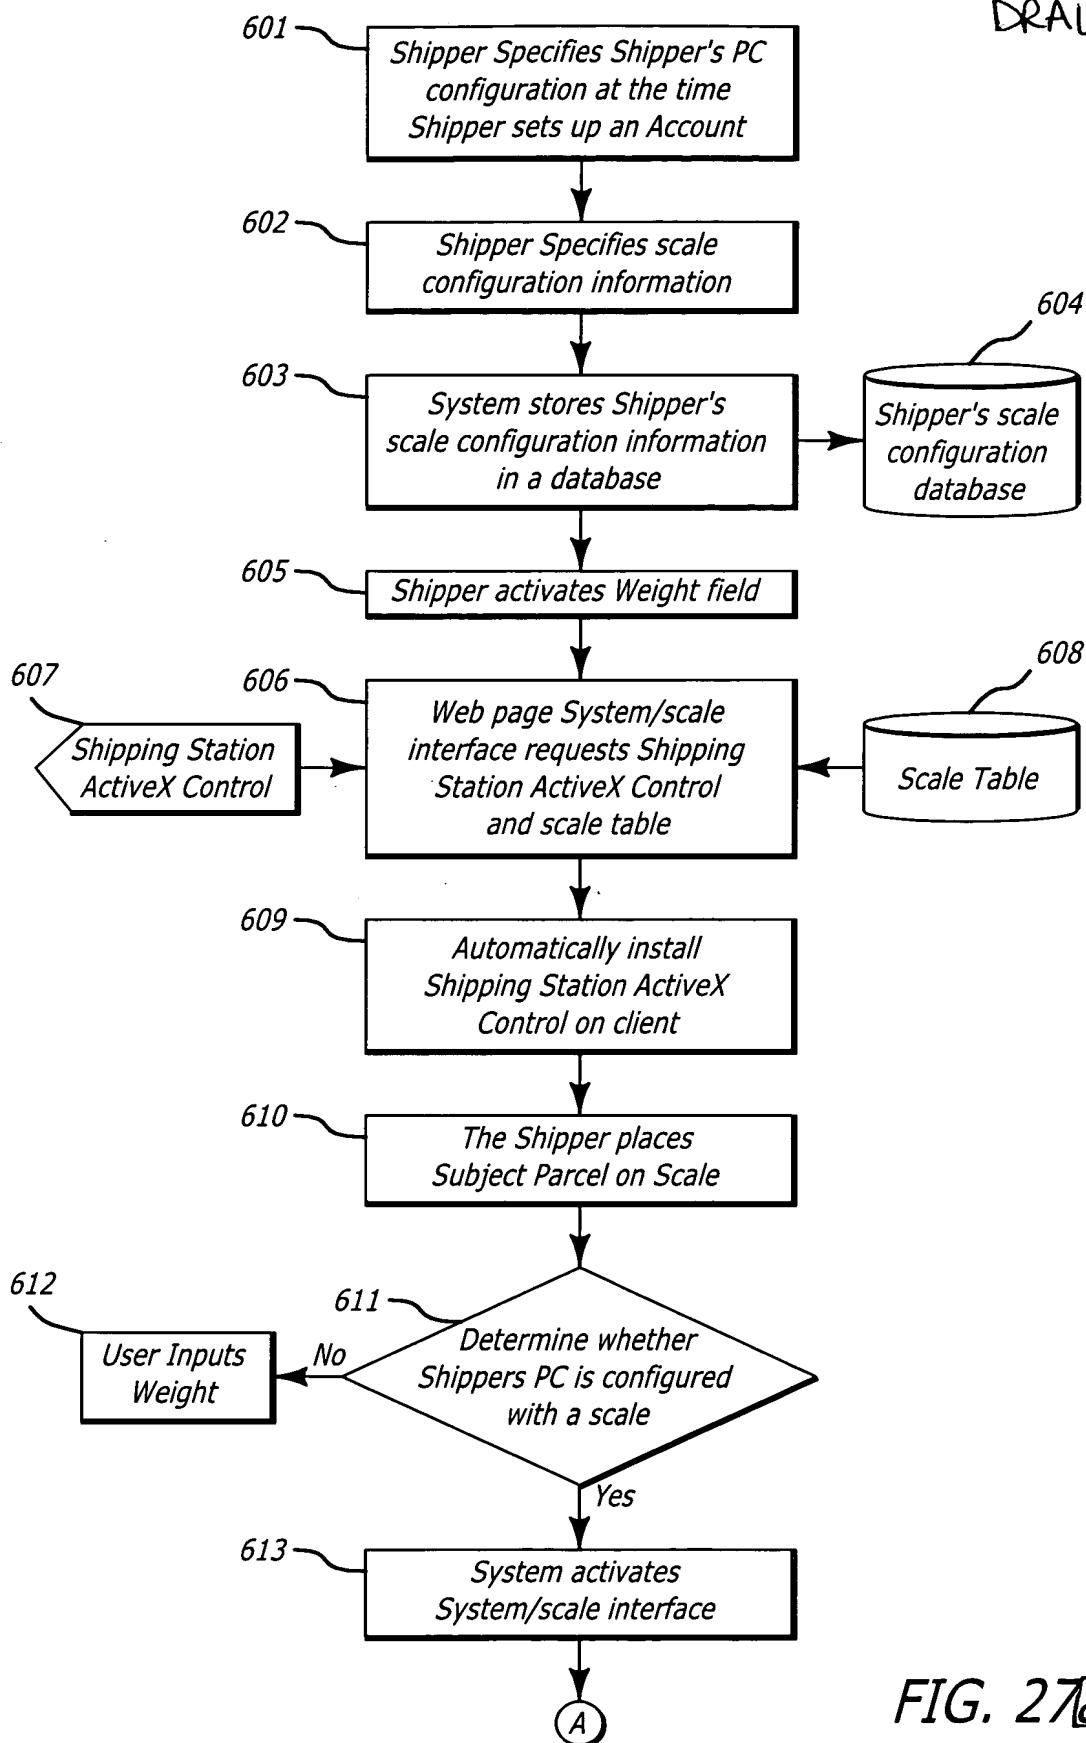 601
Shipper Specifies Shipper's PC
configuration at the time
Shipper sets up an Account
602
Shipper Specifies scale
configuration information
603
System stores Shipper's
scale configuration information
in a database
604
Shipper's scale
configuration
database
605
Shipper activates Weight field
606
Web page System/scale
interface requests Shipping
Station ActiveX Control
and scale table
607
Shipping Station
ActiveX Control
608
Scale Table
609
Automatically install
Shipping Station ActiveX
Control on client
610
The Shipper places
Subject Parcel on Scale
611
Determine whether
Shippers PC is configured
with a scale
No
612
User Inputs
Weight
Yes
613
System activates
System/scale interface
A
FIG. 27